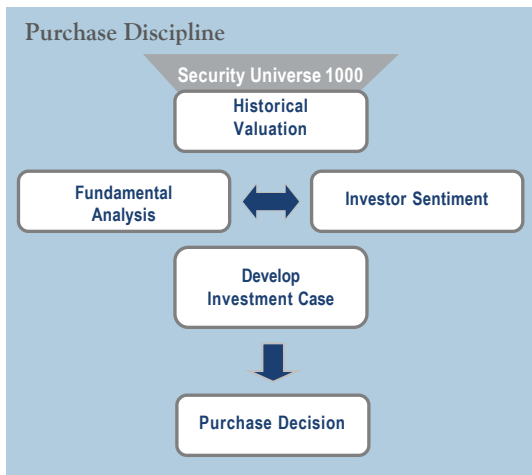 Purchase Discipline
Security Universe 1000
Historical
Valuation
Fundamental
Analysis
Investor Sentiment
Develop
Investment Case
Purchase Decision